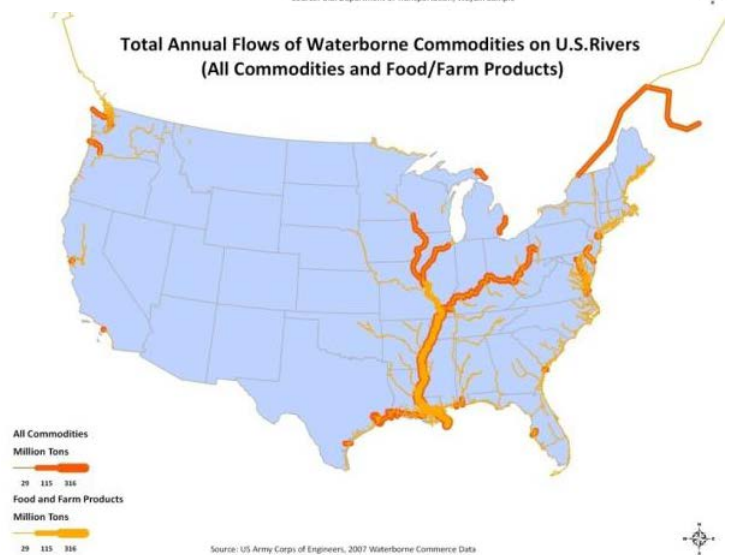 Total Annual Flows of Waterborne Commodities on U.S.Rivers
(All Commodities and Food/Farm Products)
All Commodities
Million Tons
29 115 316
Food and Farm Products
Million Tons
29 115 316
Source: US Army Corps of Engineers, 2007 Waterborne Commerce Data